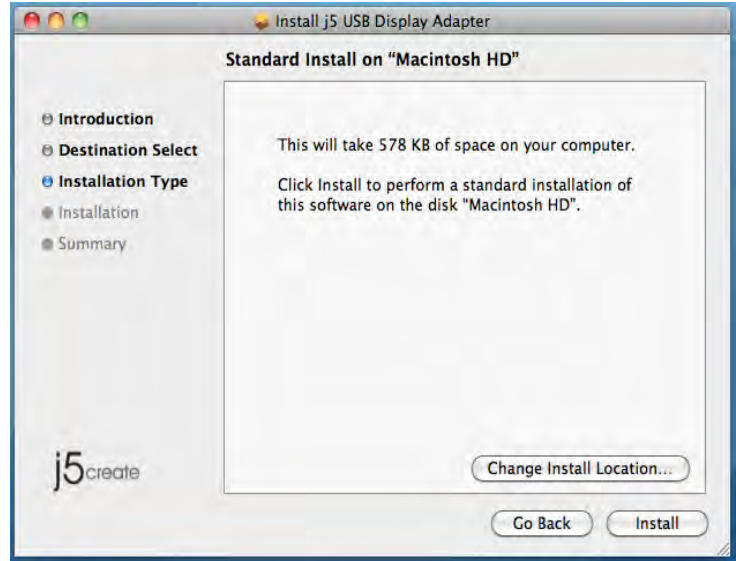 Install j5 USB Display Adapter
Standard Install on “Macintosh HD”
Introduction
Destination Select
Installation Type
Installation
Summary
This will take 578 KB of space on your computer.
Click Install to perform a standard installation of
this software on the disk "Macintosh HD".
j5create
Change Install Location...
Go Back
Install